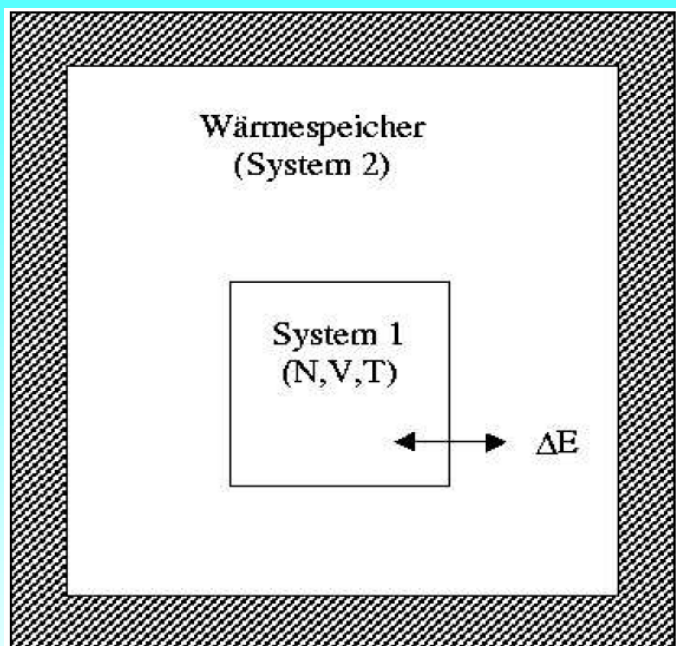 Wärmespeicher
(System 2)
System 1
(N,V,T)
ΔE